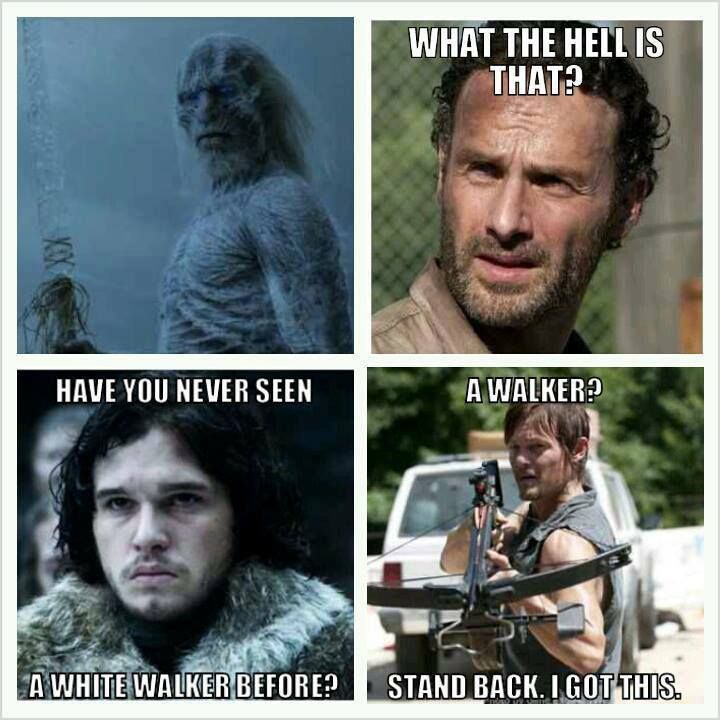 WHAT THE HELL IS
THAT?
HAVE YOU NEVER SEEN
A WHITE WALKER BEFORE?
A WALKER?
STAND BACK. I GOT THIS.